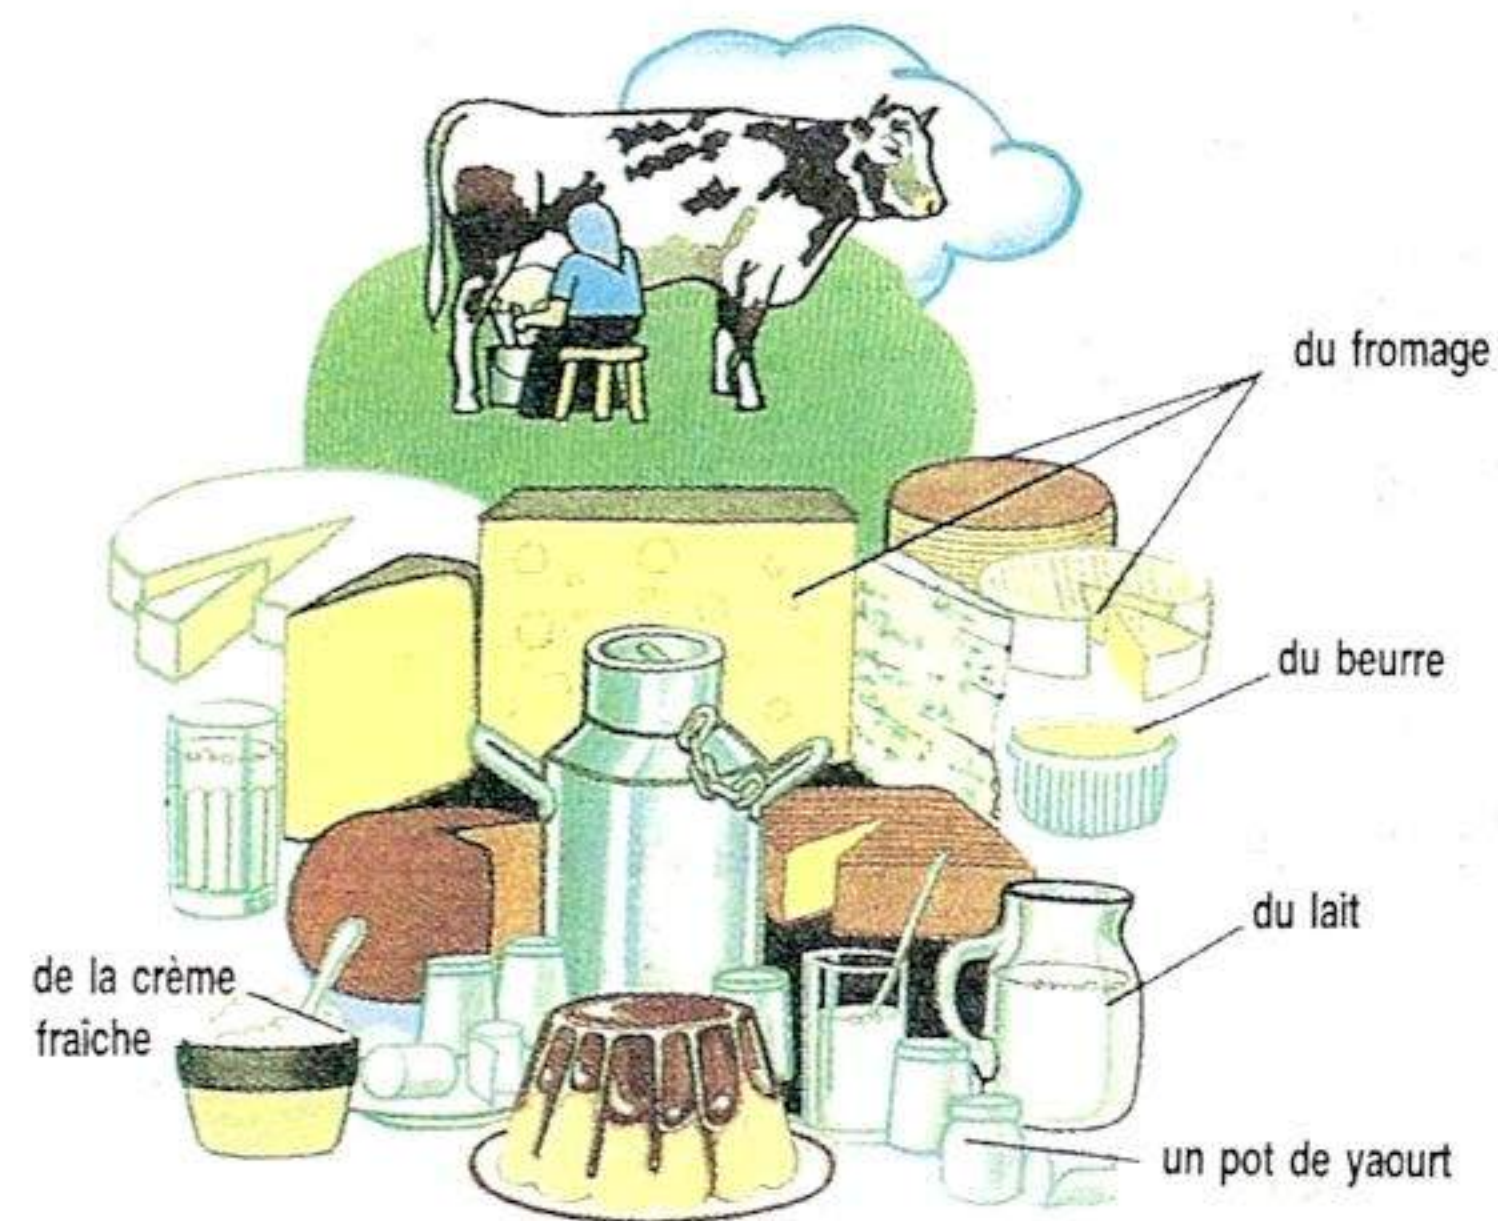 du fromage
du beurre
du lait
de la crème
fraîche
un pot de yaourt